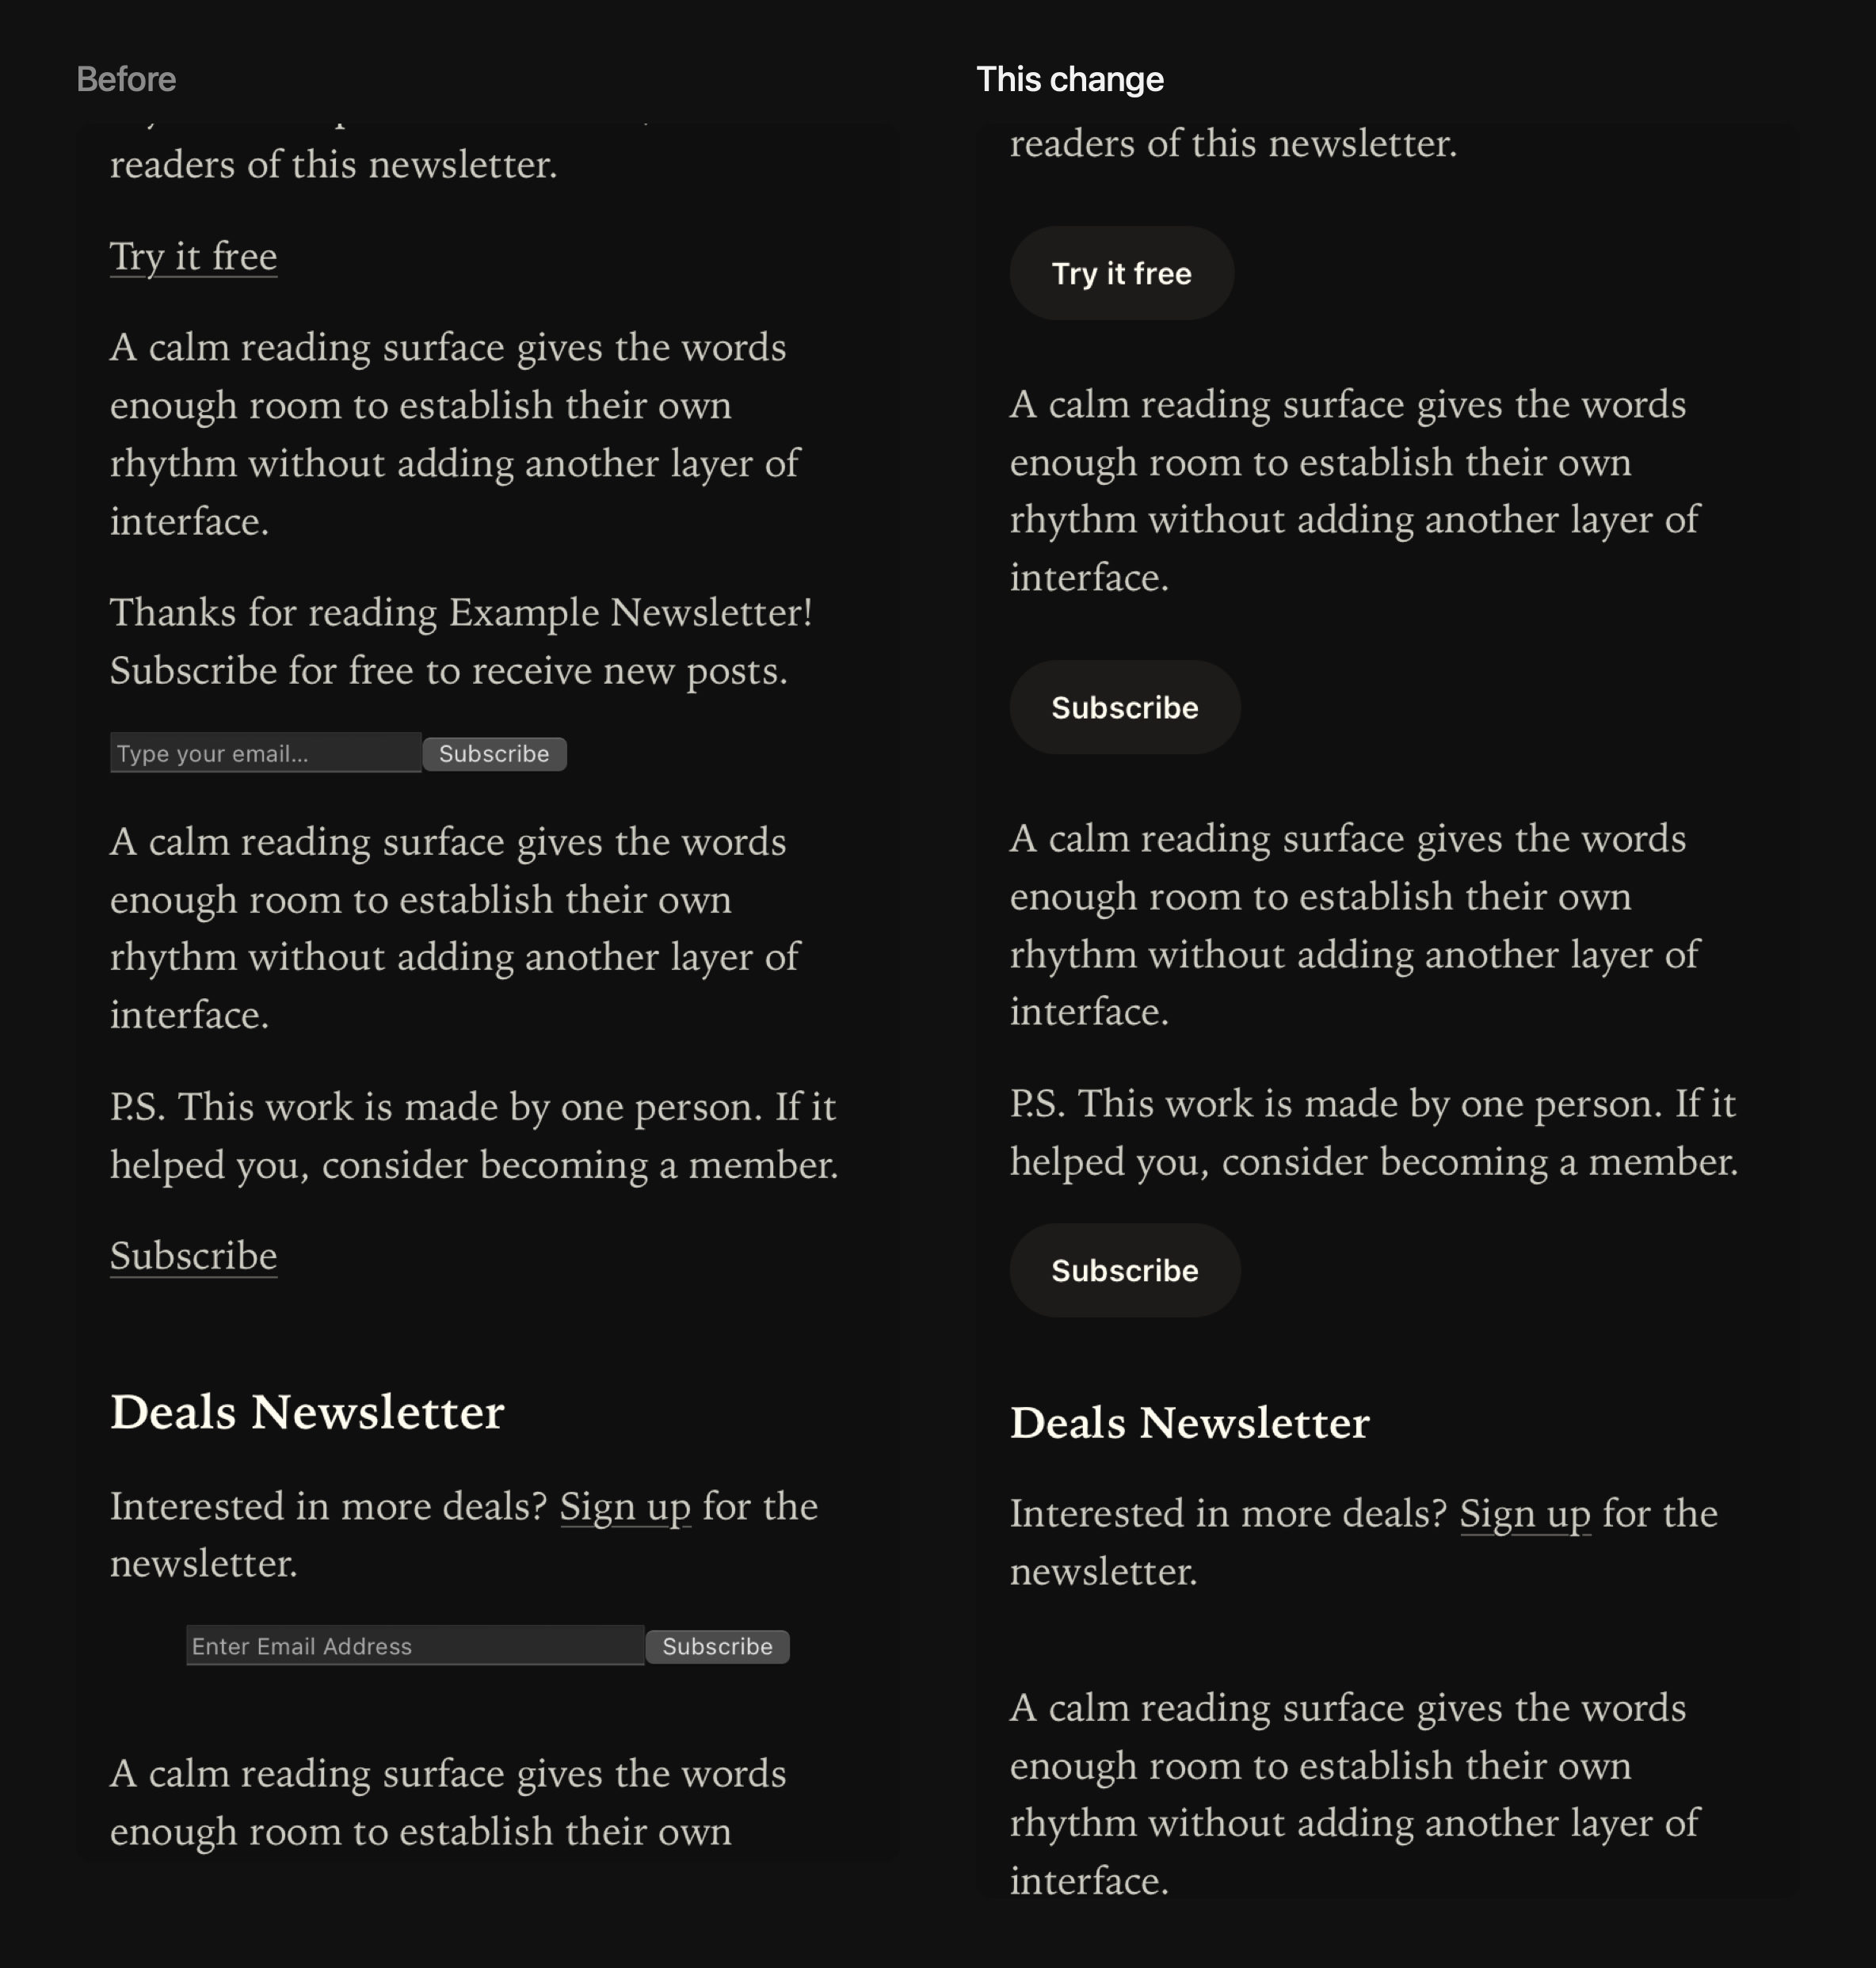 Before
readers of this newsletter.
Try it free
A calm reading surface gives the words
enough room to establish their own
rhythm without adding another layer of
interface.
Thanks for reading Example Newsletter!
Subscribe for free to receive new posts.
Type your email...
Subscribe
A calm reading surface gives the words
enough room to establish their own
rhythm without adding another layer of
interface.
P.S. This work is made by one person. If it
helped you, consider becoming a member.
Subscribe
Deals Newsletter
Interested in more deals? Sign up for the
newsletter.
Enter Email Address
Subscribe
A calm reading surface gives the words
enough room to establish their own
This change
readers of this newsletter.
Try it free
A calm reading surface gives the words
enough room to establish their own
rhythm without adding another layer of
interface.
Subscribe
A calm reading surface gives the words
enough room to establish their own
rhythm without adding another layer of
interface.
P.S. This work is made by one person. If it
helped you, consider becoming a member.
Subscribe
Deals Newsletter
Interested in more deals? Sign up for the
newsletter.
A calm reading surface gives the words
enough room to establish their own
rhythm without adding another layer of
interface.